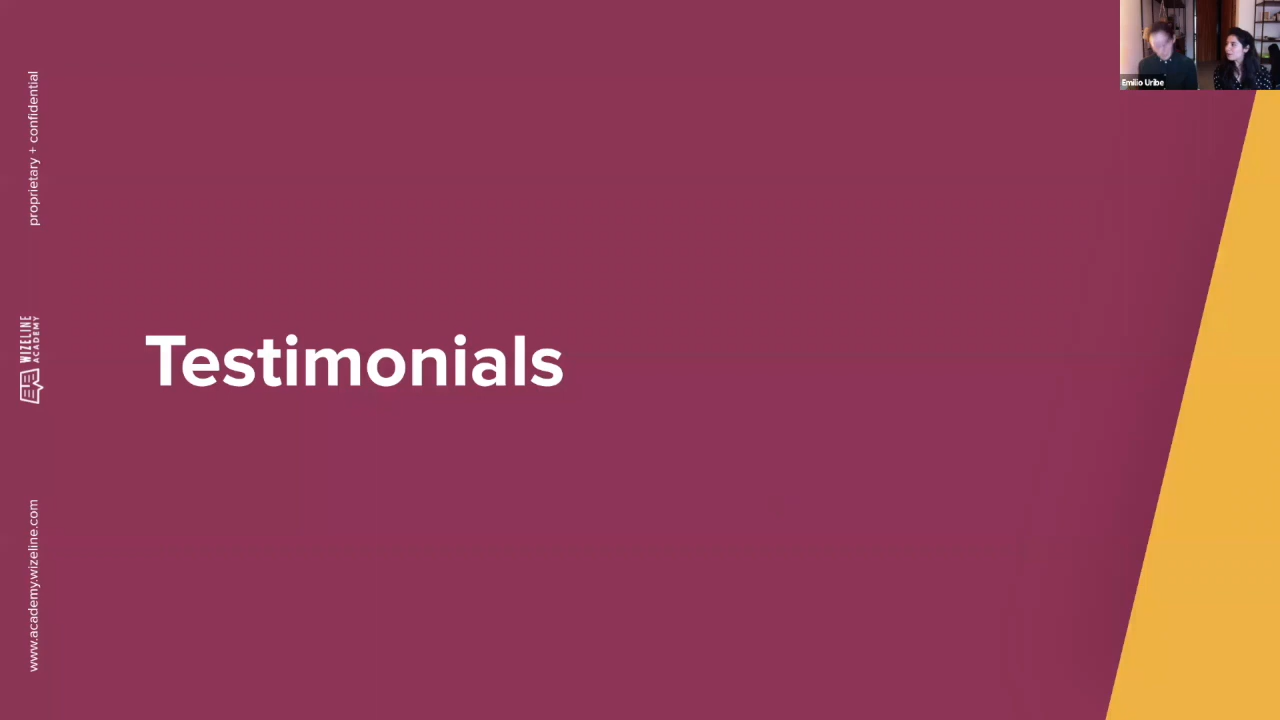 proprietary + confidential
Emilio Uribe
WIZELINE
ACADEMY
Testimonials
www.academy.wizeline.com